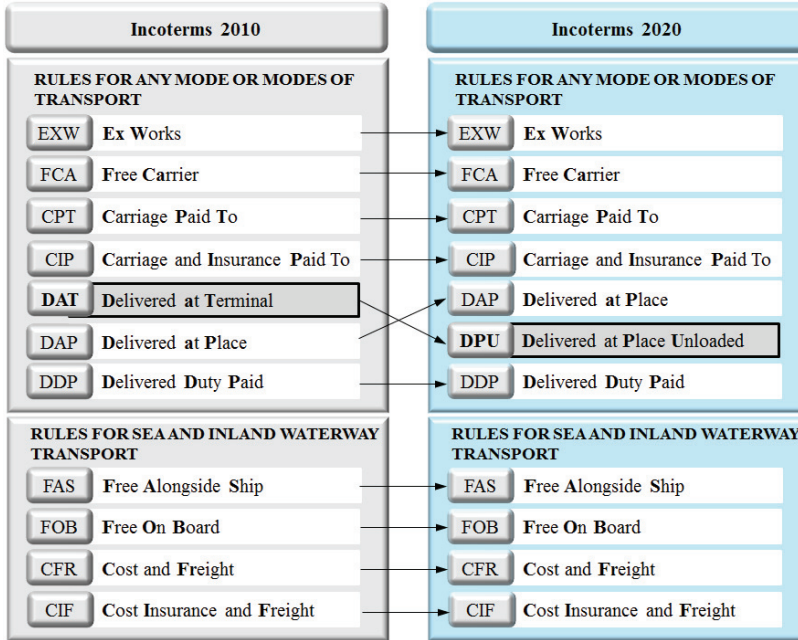 Incoterms 2010
RULES FOR ANY MODE OR MODES OF
TRANSPORT
EXW Ex Works
FCA Free Carrier
CPT Carriage Paid To
CIP Carriage and Insurance Paid To
DAT Delivered at Terminal
DAP Delivered at Place
DDP Delivered Duty Paid
RULES FOR SEA AND INLAND WATERWAY
TRANSPORT
FAS Free Alongside Ship
FOB Free On Board
CFR Cost and Freight
CIF Cost Insurance and Freight
Incoterms 2020
RULES FOR ANY MODE OR MODES OF
TRANSPORT
EXW Ex Works
FCA Free Carrier
CPT Carriage Paid To
CIP Carriage and Insurance Paid To
DAP Delivered at Place
DPU Delivered at Place Unloaded
DDP Delivered Duty Paid
RULES FOR SEA AND INLAND WATERWAY
TRANSPORT
FAS Free Alongside Ship
FOB Free On Board
CFR Cost and Freight
CIF Cost Insurance and Freight